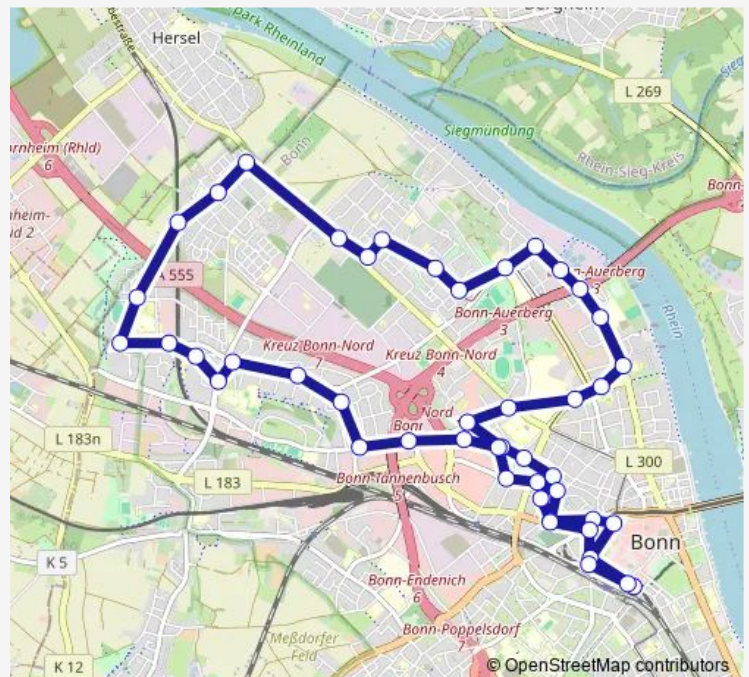 Hersel
park Rheinland
L 269
Siegmündung
Bonn
Rhein-Sieg-Kreis
rnheim (Rhld)
6
Bonn-
A 555
n-Auerberg
3
Bonn-Auerberg
3
Rhein
Kreuz Bonn-Nord
7
Kreuz Bonn-Nord
4
Nord
Bonn
L 183n
L 300
L 183
Bonn-Tannenbusch
5
Bonn
K 5
Bonn-Endenich
6
Bonn-Poppelsdorf
7
Meßdorfer
Feld
K 12
© OpenStreetMap contributors